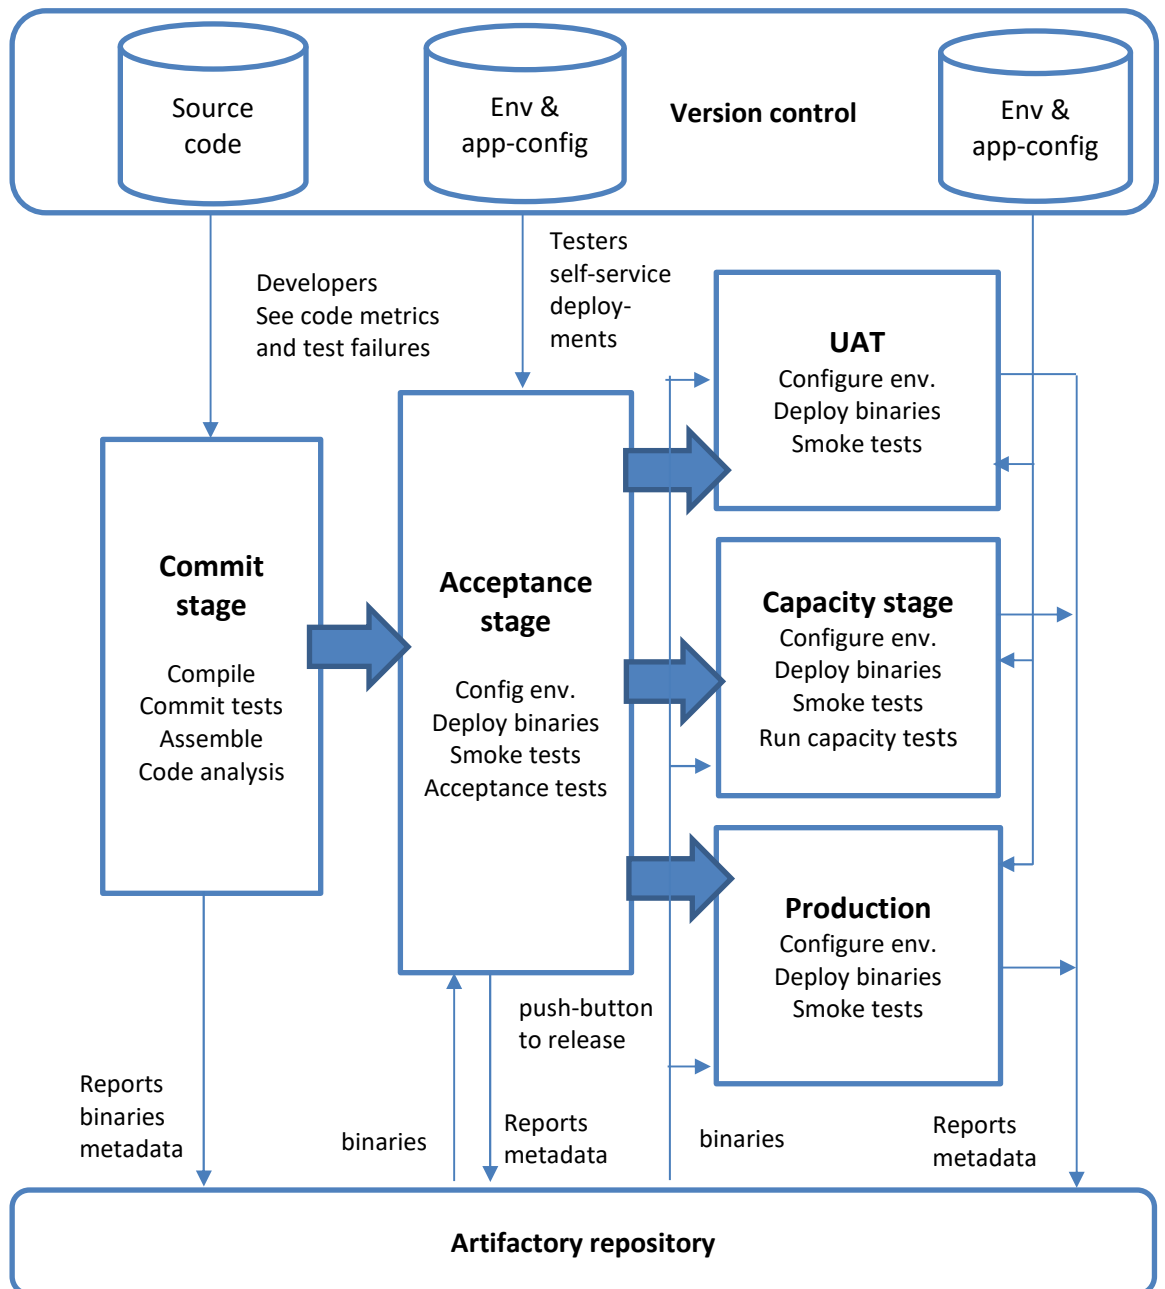 Source
code
Env &
app-config
Version control
Env &
app-config
Developers
See code metrics
and test failures
Testers
self-service
deploy-
ments
UAT
Configure env.
Deploy binaries
Smoke tests
Commit
stage
Compile
Commit tests
Assemble
Code analysis
Acceptance
stage
Config env.
Deploy binaries
Smoke tests
Acceptance tests
Capacity stage
Configure env.
Deploy binaries
Smoke tests
Run capacity tests
Production
Configure env.
Deploy binaries
Smoke tests
push-button
to release
Reports
binaries
metadata
binaries
Reports
metadata
binaries
Reports
metadata
Artifactory repository